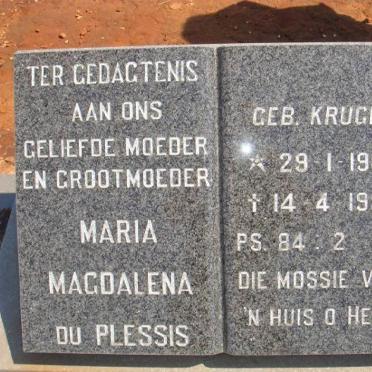 TER GEDAGTENIS
AAN ONS
GELIEFDE MOEDER
EN GROOTMOEDER
MARIA
MAGDALENA
DU PLESSIS
GEB. KRUG
☆ 29-1-19
† 14-4-19
PS. 84:2
DIE MOSSIE V
'N HUIS O HE